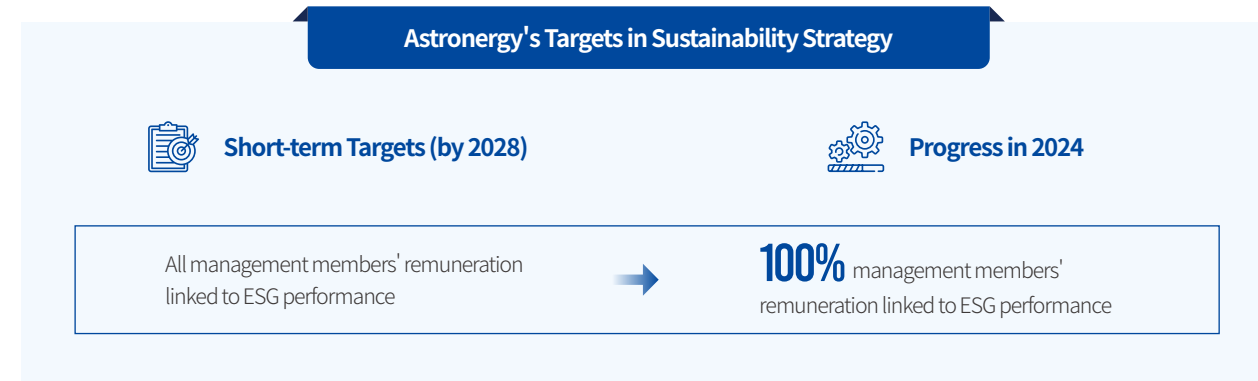 Astronergy's Targets in Sustainability Strategy
Short-term Targets (by 2028)
Progress in 2024
All management members' remuneration
linked to ESG performance
100% management members'
remuneration linked to ESG performance